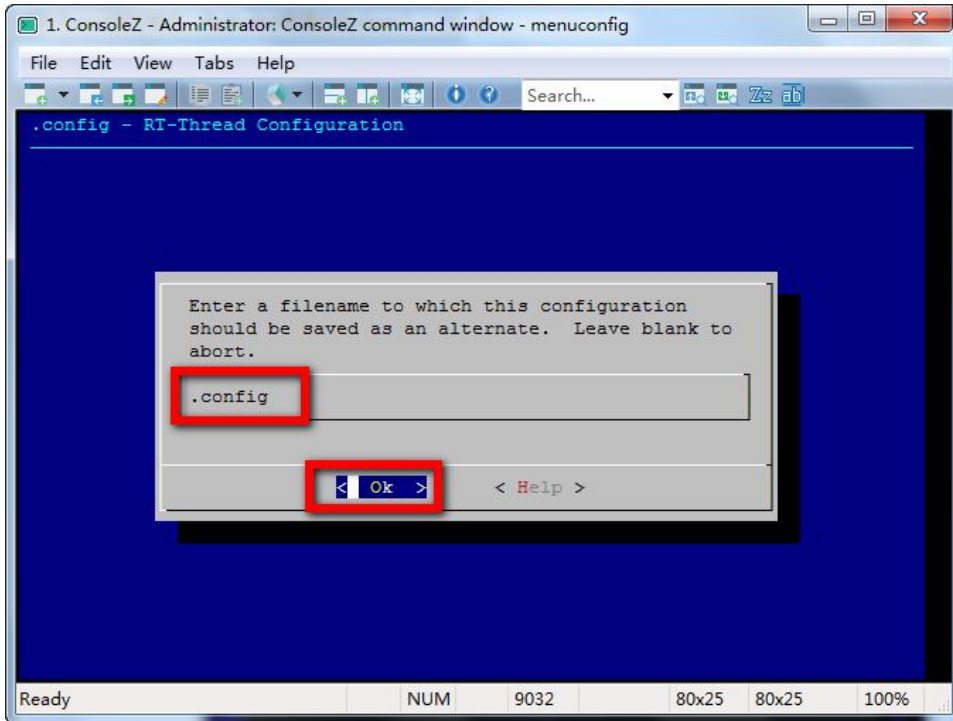 1. ConsoleZ - Administrator: ConsoleZ command window - menuconfig
File Edit View Tabs Help
Search... Zz ab
.config - RT-Thread Configuration
Enter a filename to which this configuration
should be saved as an alternate. Leave blank to
abort.
.config
< Ok > < Help >
Ready NUM 9032 80x25 80x25 100%